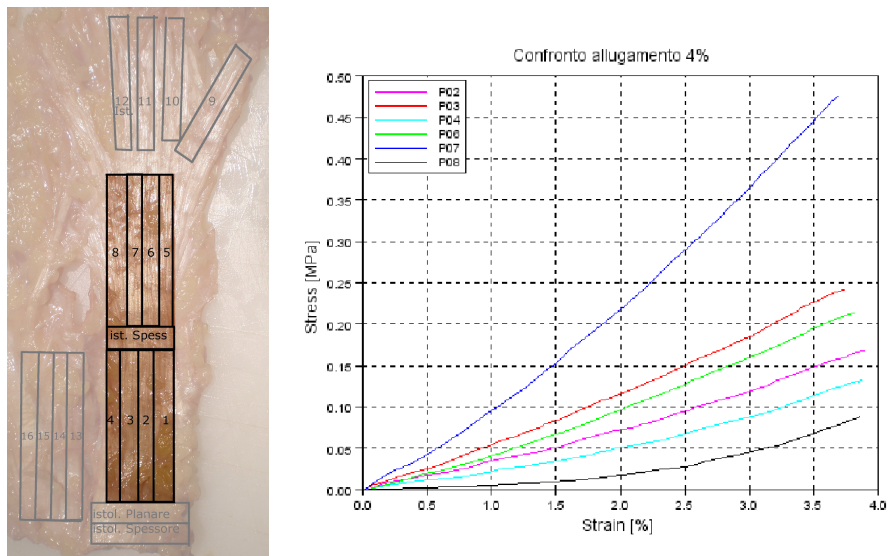 12 11 10 9
Ist.
8 7 6 5
ist. Spess
4 3 2 1
16 15 14 13
istol. Planare
istol. Spessore
Confronto allugamento 4%
P02
P03
P04
P06
P07
P08
Stress [MPa]
0.50
0.45
0.40
0.35
0.30
0.25
0.20
0.15
0.10
0.05
0.00
0.0 0.5 1.0 1.5 2.0 2.5 3.0 3.5 4.0
Strain [%]